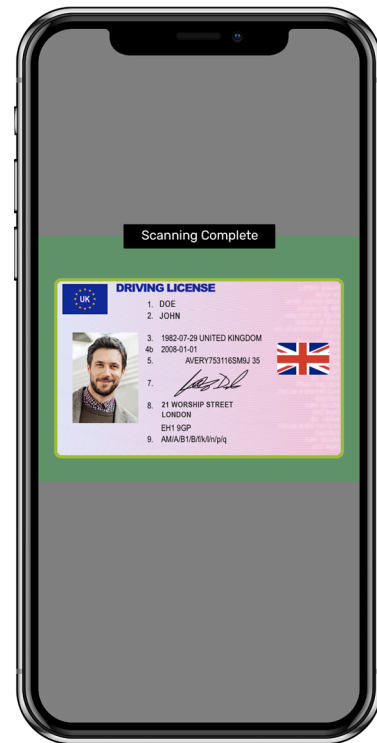 Scanning Complete
UK
DRIVING LICENSE
1. DOE
2. JOHN
3. 1982-07-29 UNITED KINGDOM
4b 2008-01-01
5. AVERY753116SM9J 35
7.
8. 21 WORSHIP STREET
LONDON
EH1 9GP
9. AM/A/B1/B/f/k/l/n/p/q